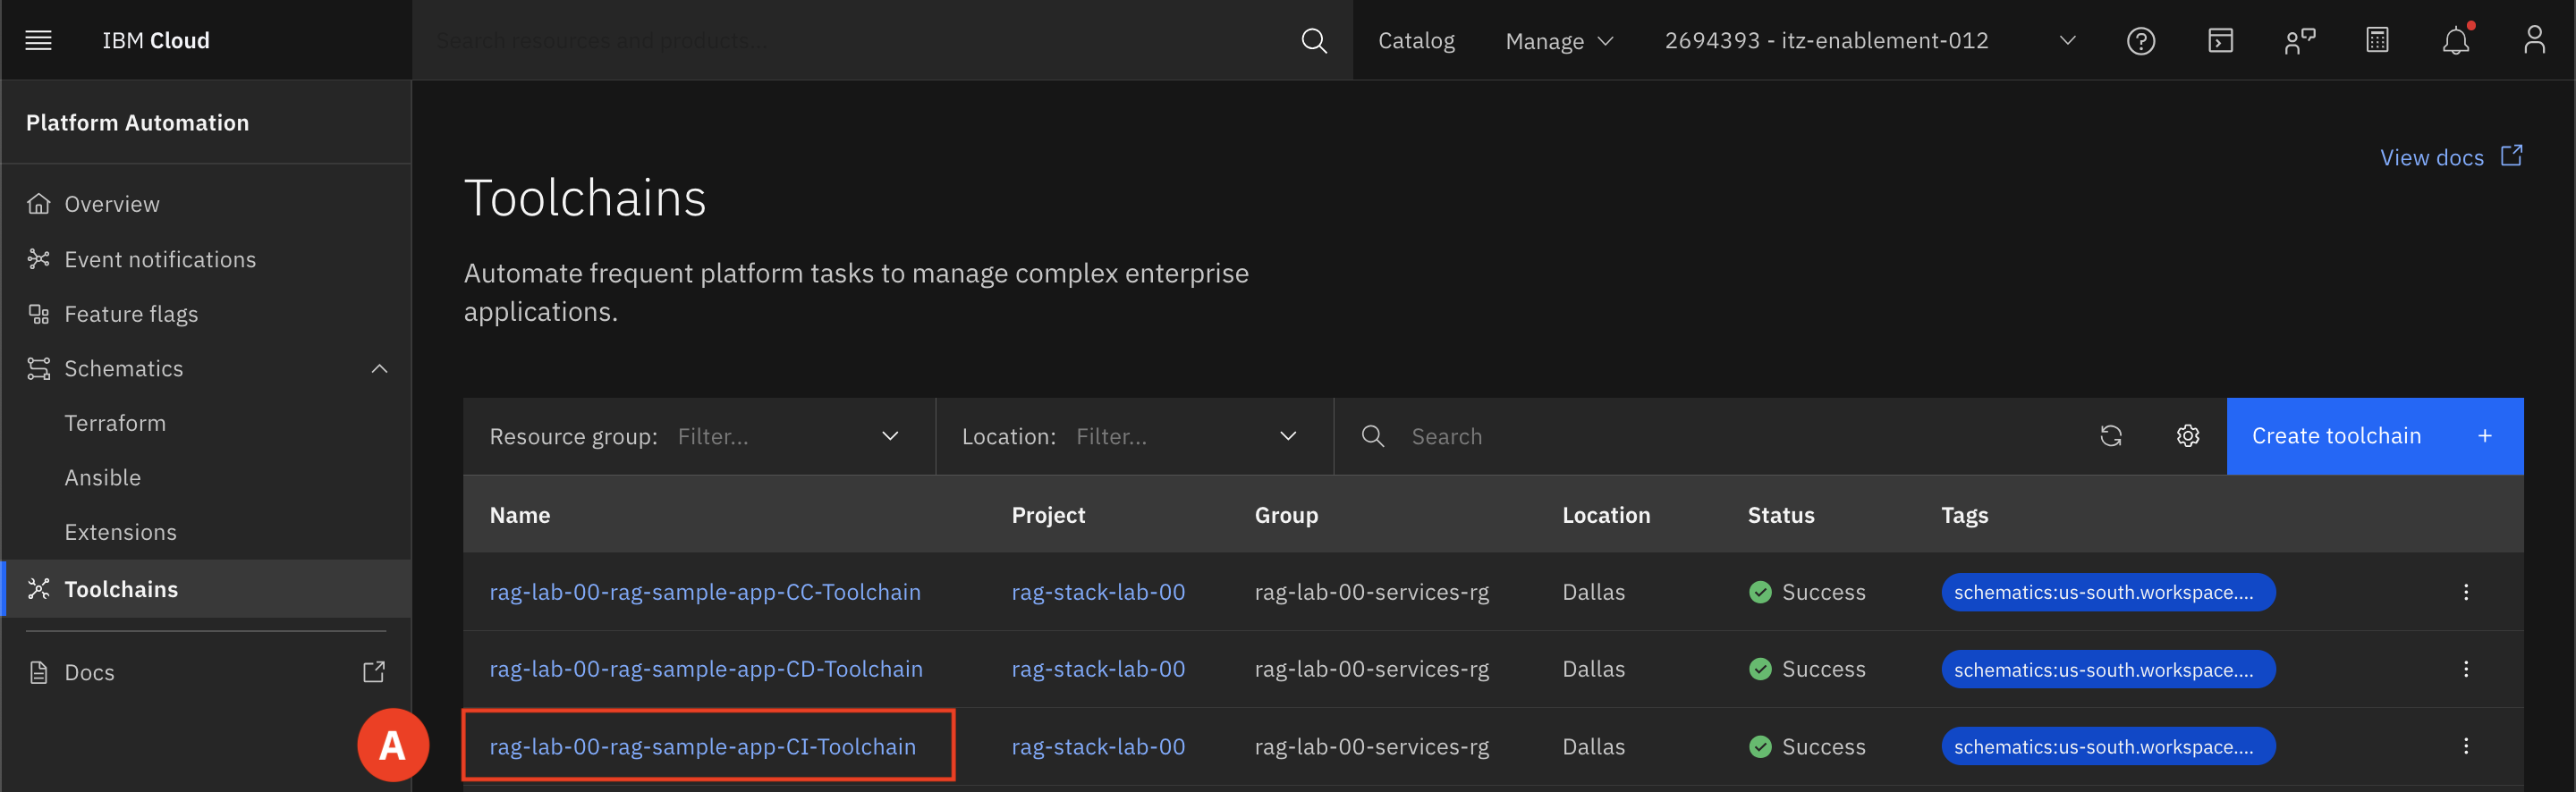 IBM Cloud
Search resources and products...
Catalog
Manage
2694393 - itz-enablement-012
Platform Automation
Overview
Event notifications
Feature flags
Schematics
Terraform
Ansible
Extensions
Toolchains
Docs
View docs
Toolchains
Automate frequent platform tasks to manage complex enterprise
applications.
Resource group: Filter...
Location: Filter...
Search
Create toolchain +
Name Project Group Location Status Tags
rag-lab-00-rag-sample-app-CC-Toolchain rag-stack-lab-00 rag-lab-00-services-rg Dallas Success schematics:us-south.workspace....
rag-lab-00-rag-sample-app-CD-Toolchain rag-stack-lab-00 rag-lab-00-services-rg Dallas Success schematics:us-south.workspace....
A
rag-lab-00-rag-sample-app-CI-Toolchain rag-stack-lab-00 rag-lab-00-services-rg Dallas Success schematics:us-south.workspace....